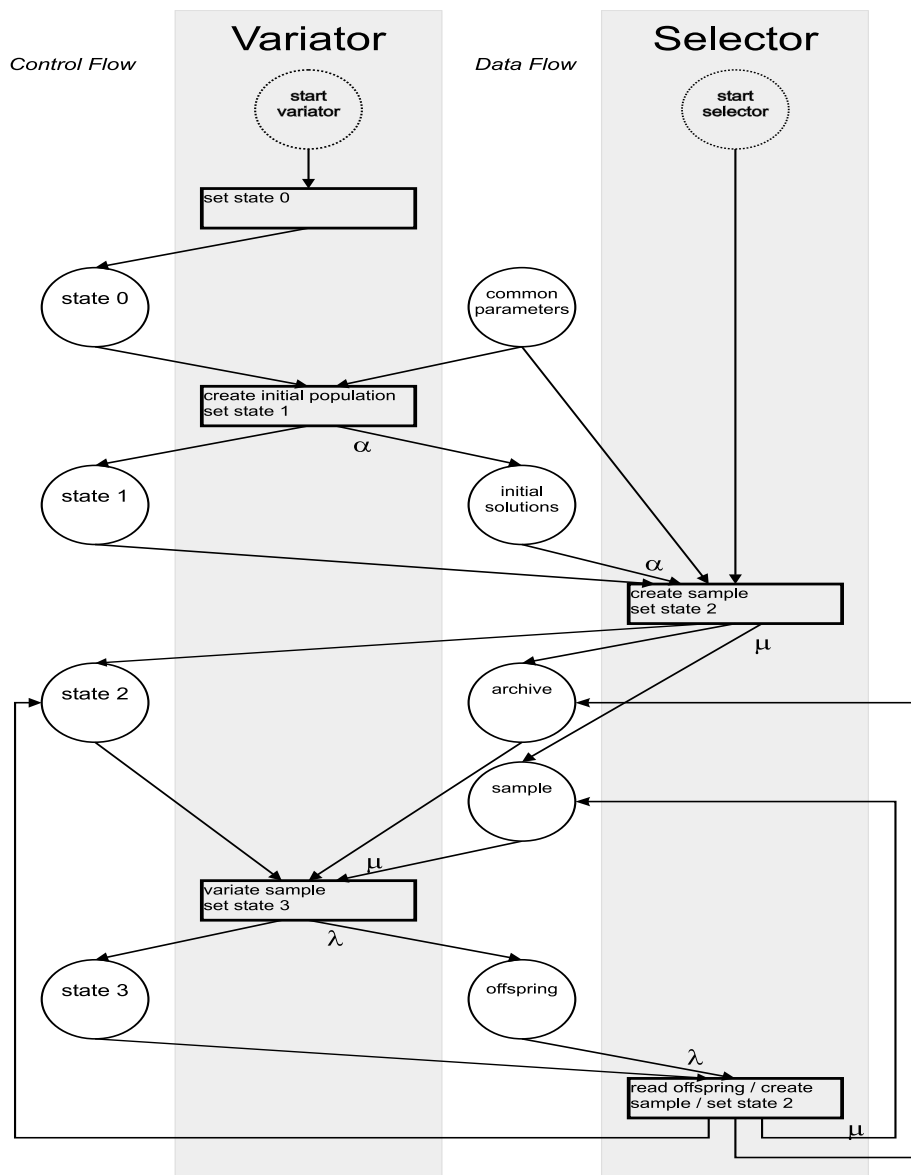 Variator
Selector
Control Flow
Data Flow
start
variator
start
selector
set state 0
state 0
common
parameters
create initial population
set state 1
α
state 1
initial
solutions
α
create sample
set state 2
μ
state 2
archive
sample
μ
variate sample
set state 3
λ
state 3
offspring
λ
read offspring / create
sample / set state 2
μ